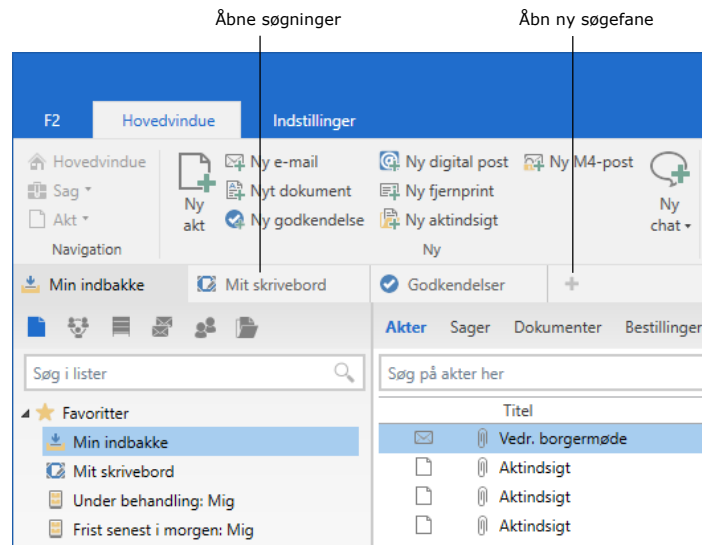 Åbne søgninger Åbn ny søgefane
F2 Hovedvindue Indstillinger
Hovedvindue
Sag
Akt
Navigation
Ny
akt
Ny e-mail
Nyt dokument
Ny godkendelse
Ny digital post
Ny fjernprint
Ny aktindsigt
Ny M4-post
Ny
chat
Ny
Min indbakke Mit skrivebord Godkendelser +
Søg i lister
Favoritter
Min indbakke
Mit skrivebord
Under behandling: Mig
Frist senest i morgen: Mig
Akter Sager Dokumenter Bestillinger
Søg på akter her
Titel
Vedr. borgermøde
Aktindsigt
Aktindsigt
Aktindsigt